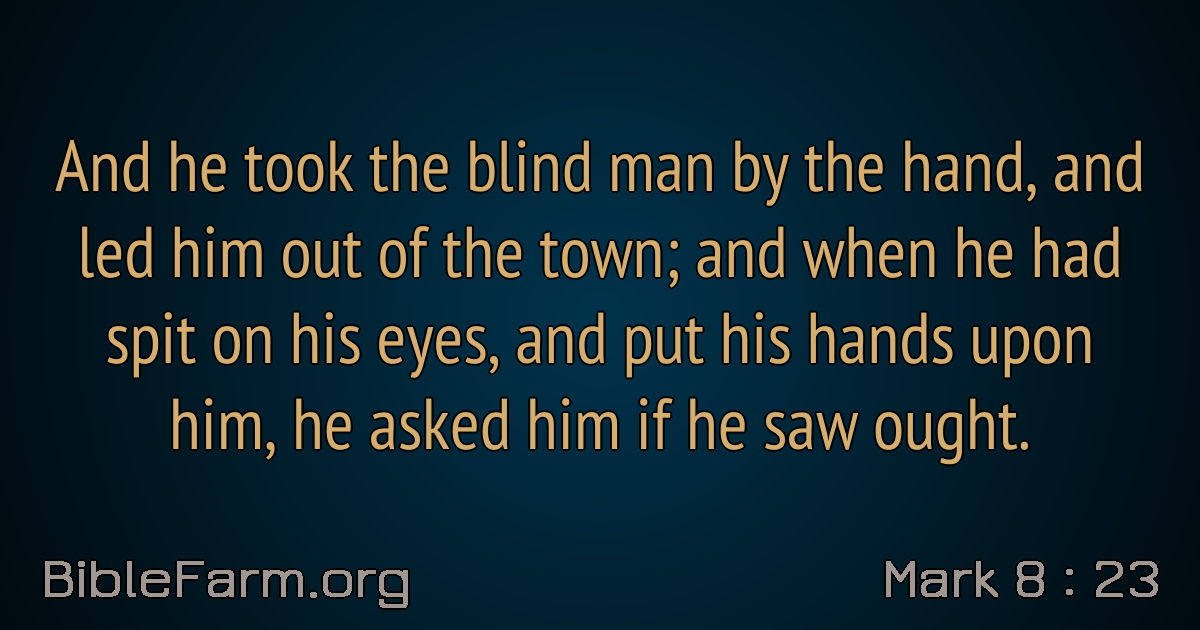 And he took the blind man by the hand, and
led him out of the town; and when he had
spit on his eyes, and put his hands upon
him, he asked him if he saw ought.
BibleFarm.org
Mark 8 : 23